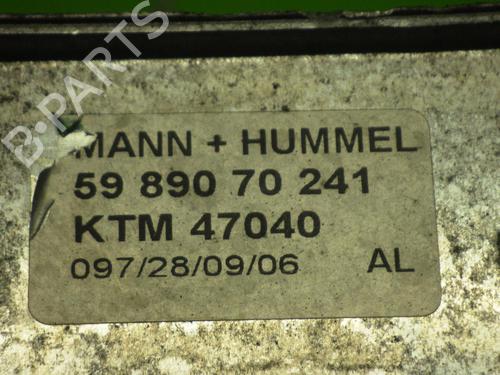 B-PARTS
MANN + HUMMEL
59 890 70 241
KTM 47040
097/28/09/06 AL